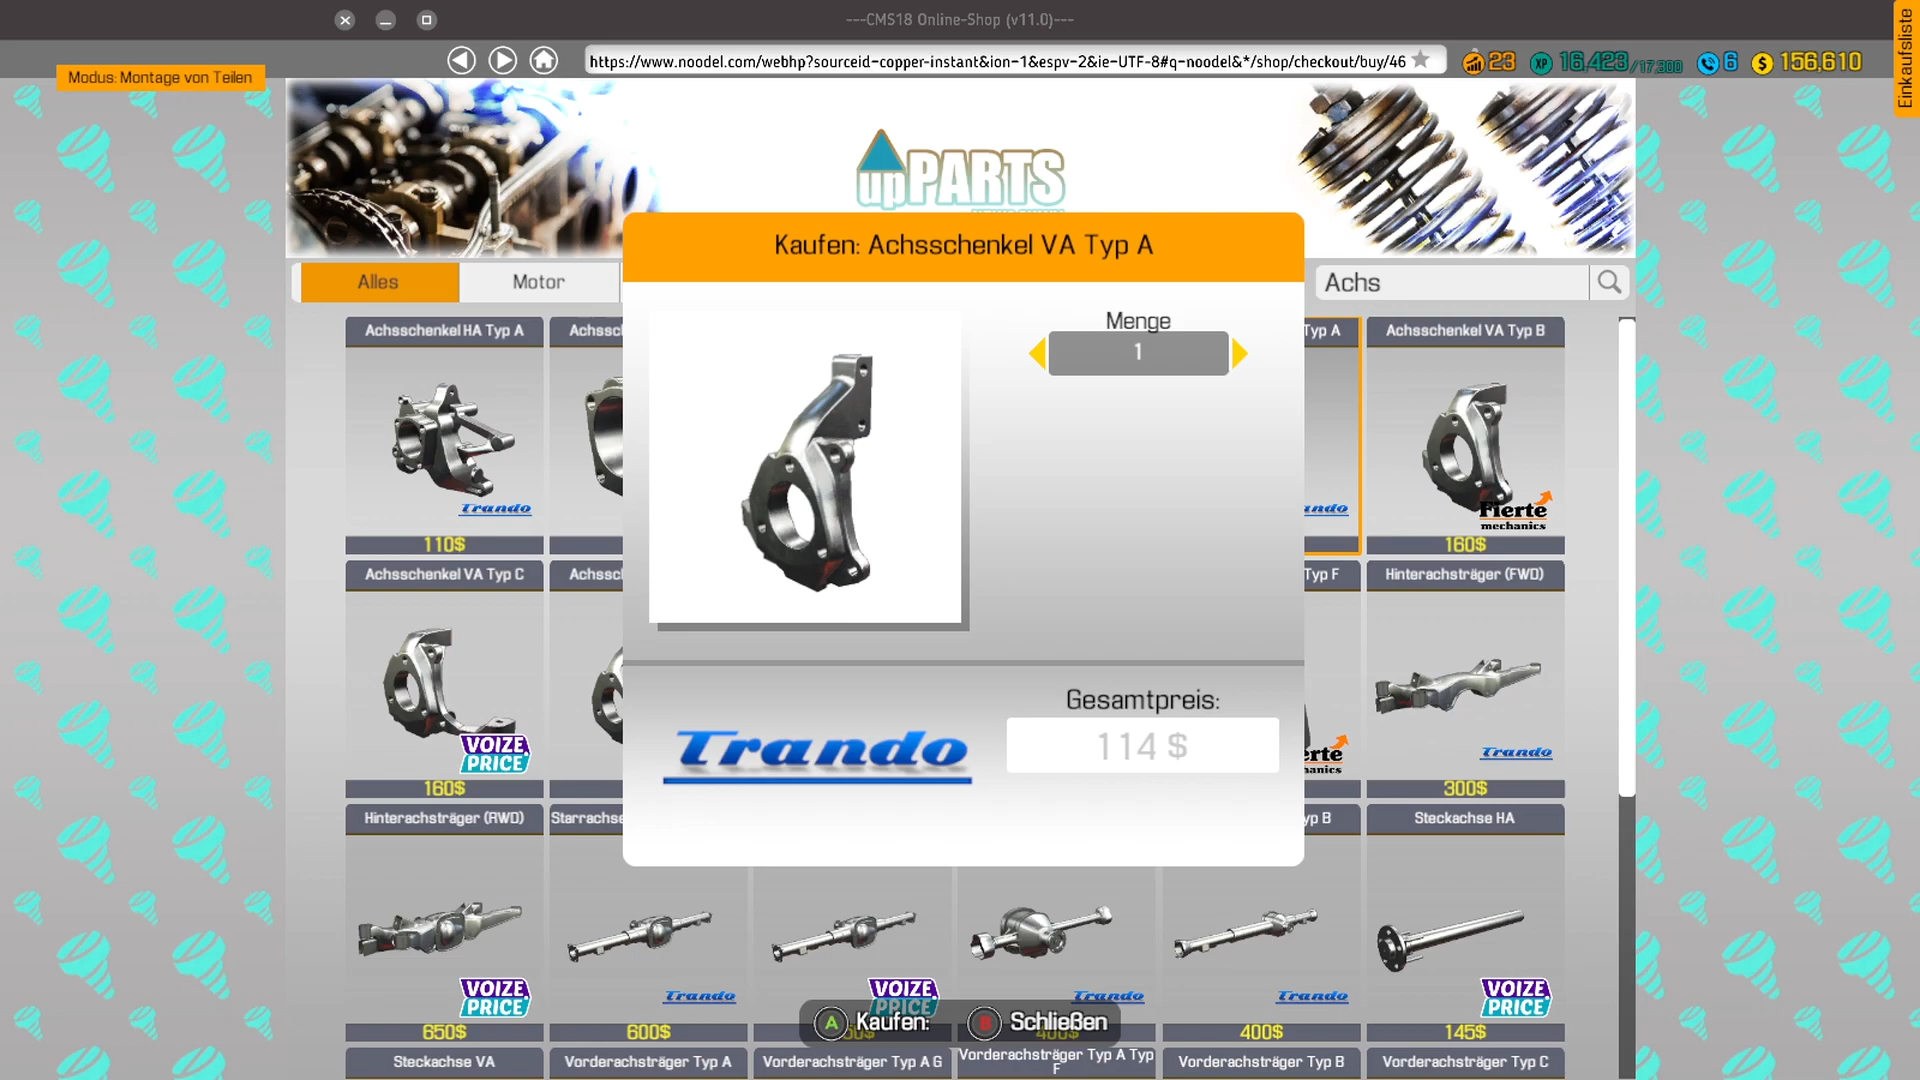 ---CMS18 Online-Shop (v11.0)---
https://www.noodel.com/webhp?sourceid-copper-instant&ion-1&espv-2&ie-UTF-8#q-noodel&*/shop/checkout/buy/46
23
XP 16,423/17,300
6
$ 156,610
Einkaufsliste
Modus: Montage von Teilen
upPARTS
Kaufen: Achsschenkel VA Typ A
Alles
Motor
Achs
Menge
1
Achsschenkel HA Typ A
Typ A
Achsschenkel VA Typ B
Trando
Fierte
mechanics
110$
160$
Achsschenkel VA Typ C
Typ F
Hinterachsträger (FWD)
VOIZE
PRICE
Trando
160$
300$
Gesamtpreis:
Trando
114 $
Hinterachsträger (RWD)
Steckachse HA
VOIZE
PRICE
Trando
VOIZE
PRICE
Trando
Trando
VOIZE
PRICE
650$
600$
400$
400$
145$
A Kaufen:
B Schließen
Steckachse VA
Vorderachsträger Typ A
Vorderachsträger Typ A G
Vorderachsträger Typ A Typ
F
Vorderachsträger Typ B
Vorderachsträger Typ C